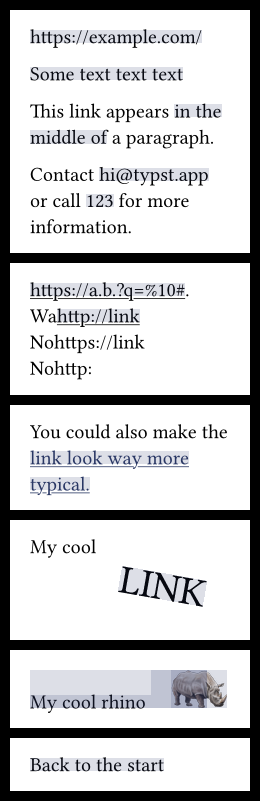 https://example.com/
Some text text text
This link appears in the
middle of a paragraph.
Contact hi@typst.app
or call 123 for more
information.
https://a.b.?q=%10#.
Wahttp://link
Nohttps://link
Nohttp:
You could also make the
link look way more
typical.
My cool
LINK
My cool rhino
Back to the start